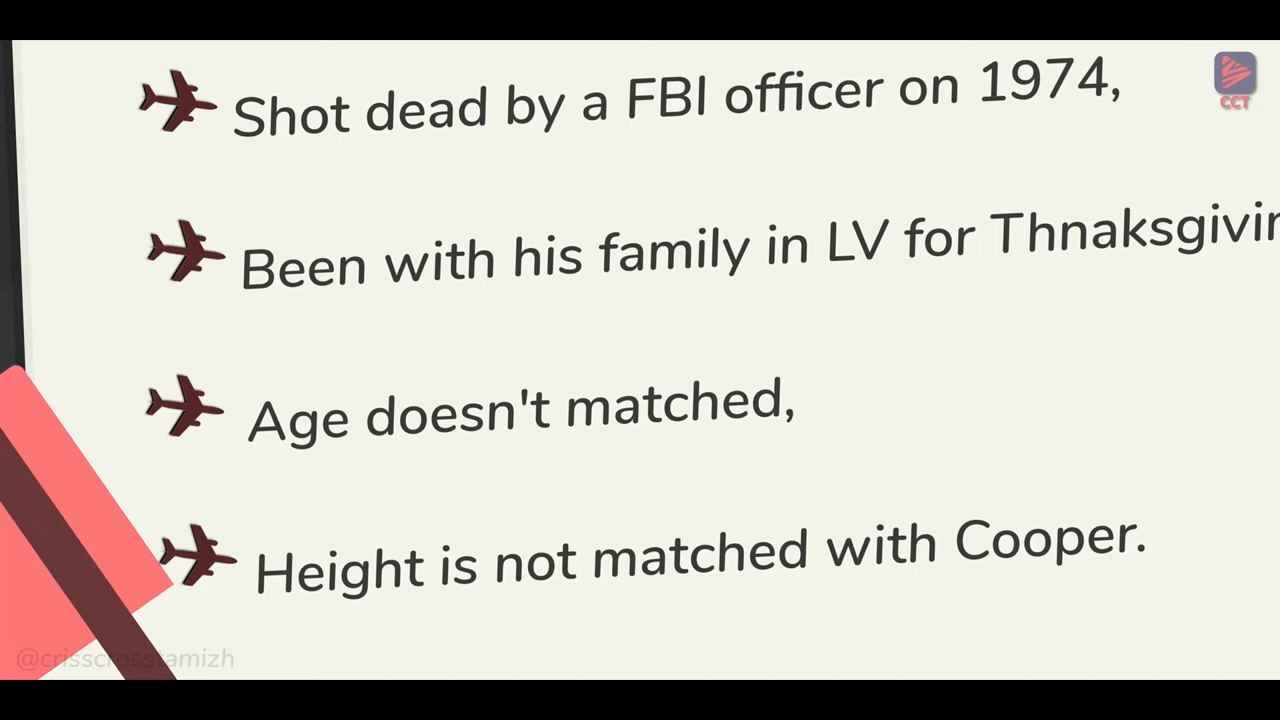 Shot dead by a FBI officer on 1974,
CCT
Been with his family in LV for Thnaksgivin
Age doesn't matched,
Height is not matched with Cooper.
@crisscrosstamizh